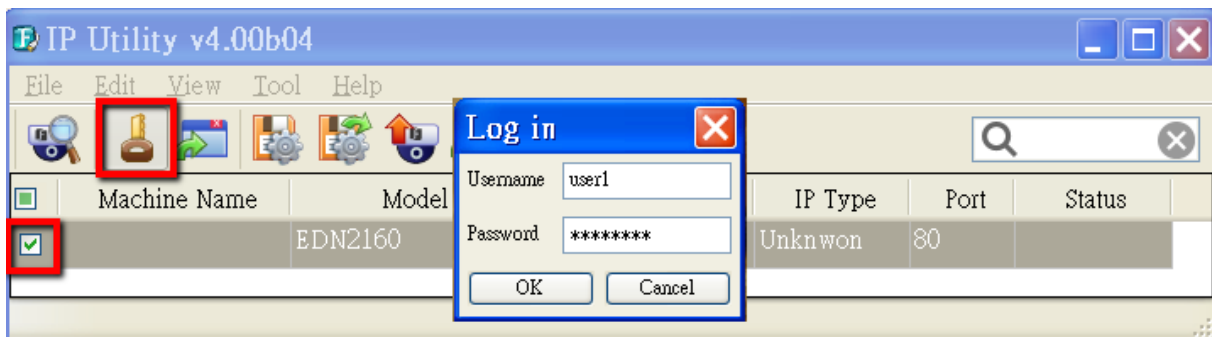 IP Utility v4.00b04
File Edit View Tool Help
Log in
Username user1
Password ********
OK Cancel
Machine Name Model IP Type Port Status
EDN2160 Unknwon 80